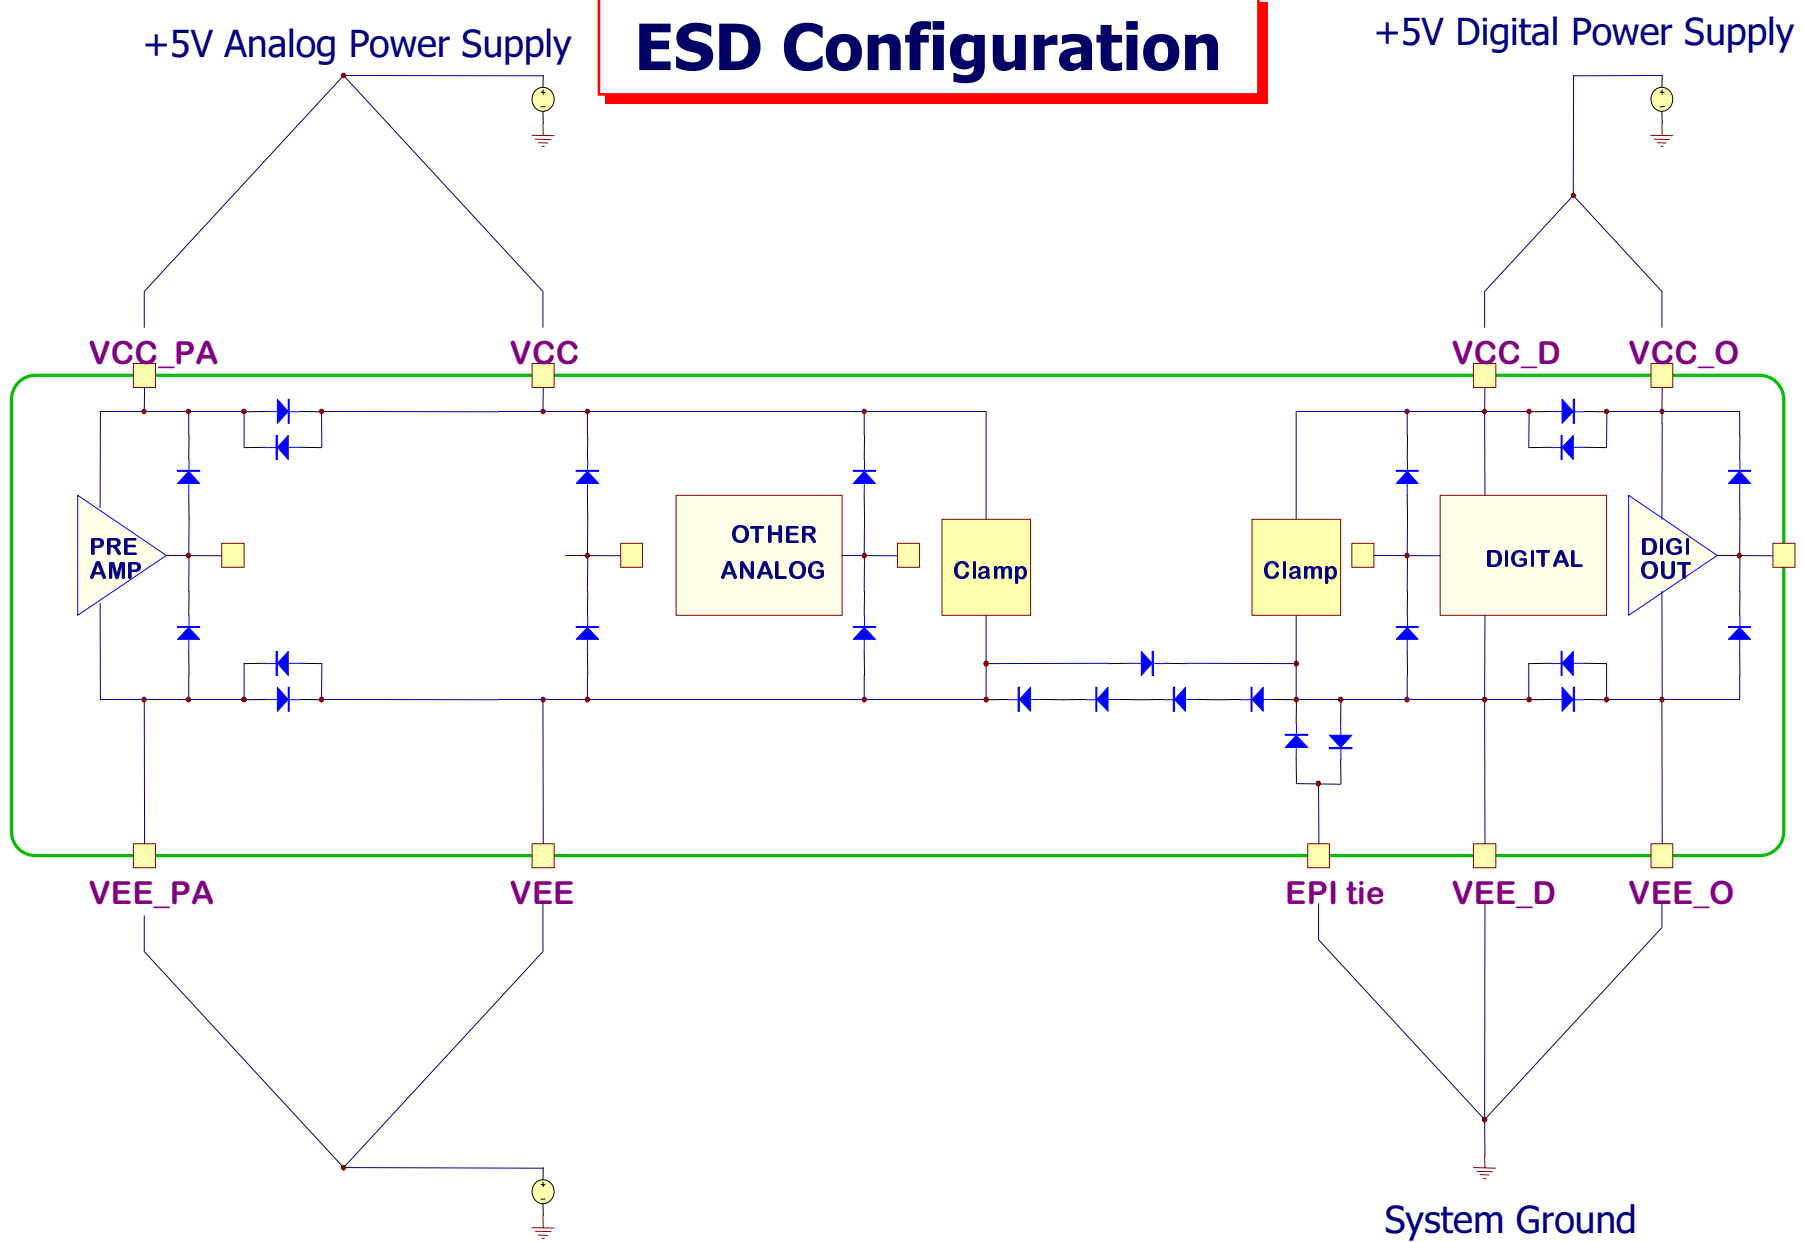 ESD Configuration
+5V Analog Power Supply
+5V Digital Power Supply
VCC_PA
VCC
VCC_D
VCC_O
PRE
AMP
OTHER
ANALOG
Clamp
Clamp
DIGITAL
DIGI
OUT
VEE_PA
VEE
EPI tie
VEE_D
VEE_O
System Ground